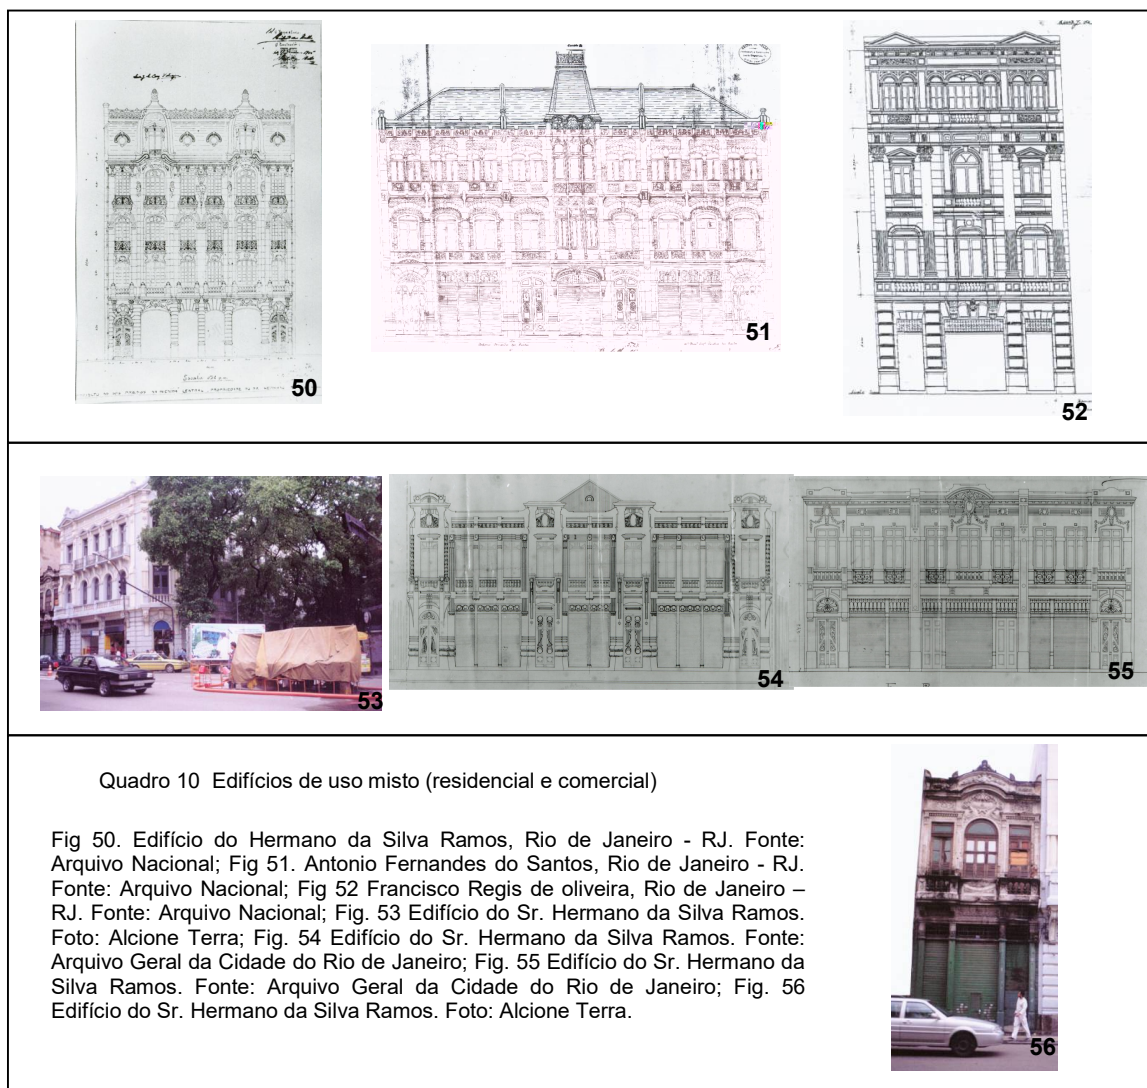 50
51
52
53
54
55
Quadro 10 Edifícios de uso misto (residencial e comercial)
Fig 50. Edifício do Hermano da Silva Ramos, Rio de Janeiro - RJ. Fonte:
Arquivo Nacional; Fig 51. Antonio Fernandes do Santos, Rio de Janeiro - RJ.
Fonte: Arquivo Nacional; Fig 52 Francisco Regis de oliveira, Rio de Janeiro –
RJ. Fonte: Arquivo Nacional; Fig. 53 Edifício do Sr. Hermano da Silva Ramos.
Foto: Alcione Terra; Fig. 54 Edifício do Sr. Hermano da Silva Ramos. Fonte:
Arquivo Geral da Cidade do Rio de Janeiro; Fig. 55 Edifício do Sr. Hermano da
Silva Ramos. Fonte: Arquivo Geral da Cidade do Rio de Janeiro; Fig. 56
Edifício do Sr. Hermano da Silva Ramos. Foto: Alcione Terra.
56